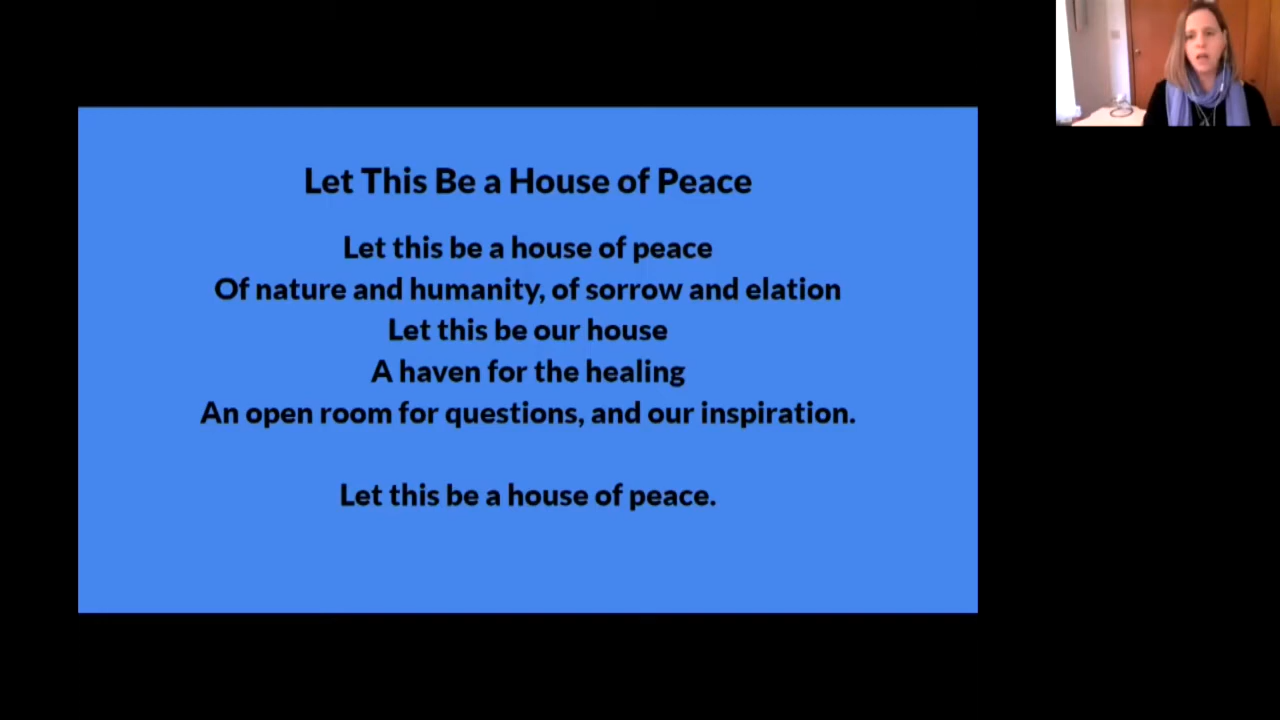 Let This Be a House of Peace
Let this be a house of peace
Of nature and humanity, of sorrow and elation
Let this be our house
A haven for the healing
An open room for questions, and our inspiration.
Let this be a house of peace.